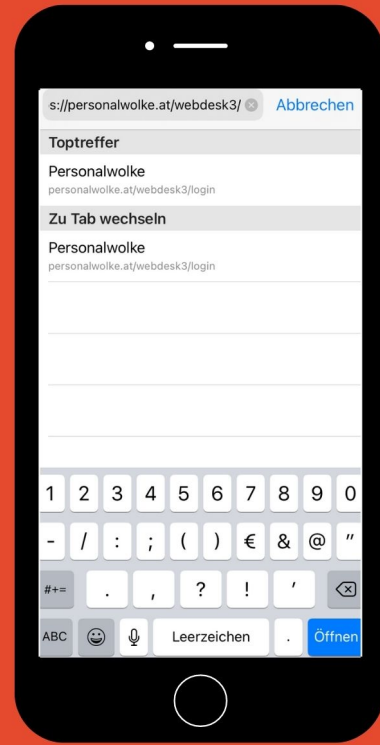 s://personalwolke.at/webdesk3/ Abbrechen
Toptreffer
Personalwolke
personalwolke.at/webdesk3/login
Zu Tab wechseln
Personalwolke
personalwolke.at/webdesk3/login
1 2 3 4 5 6 7 8 9 0
- / : ; ( ) € & @ "
#+= . , ? ! '
ABC Leerzeichen . Öffnen